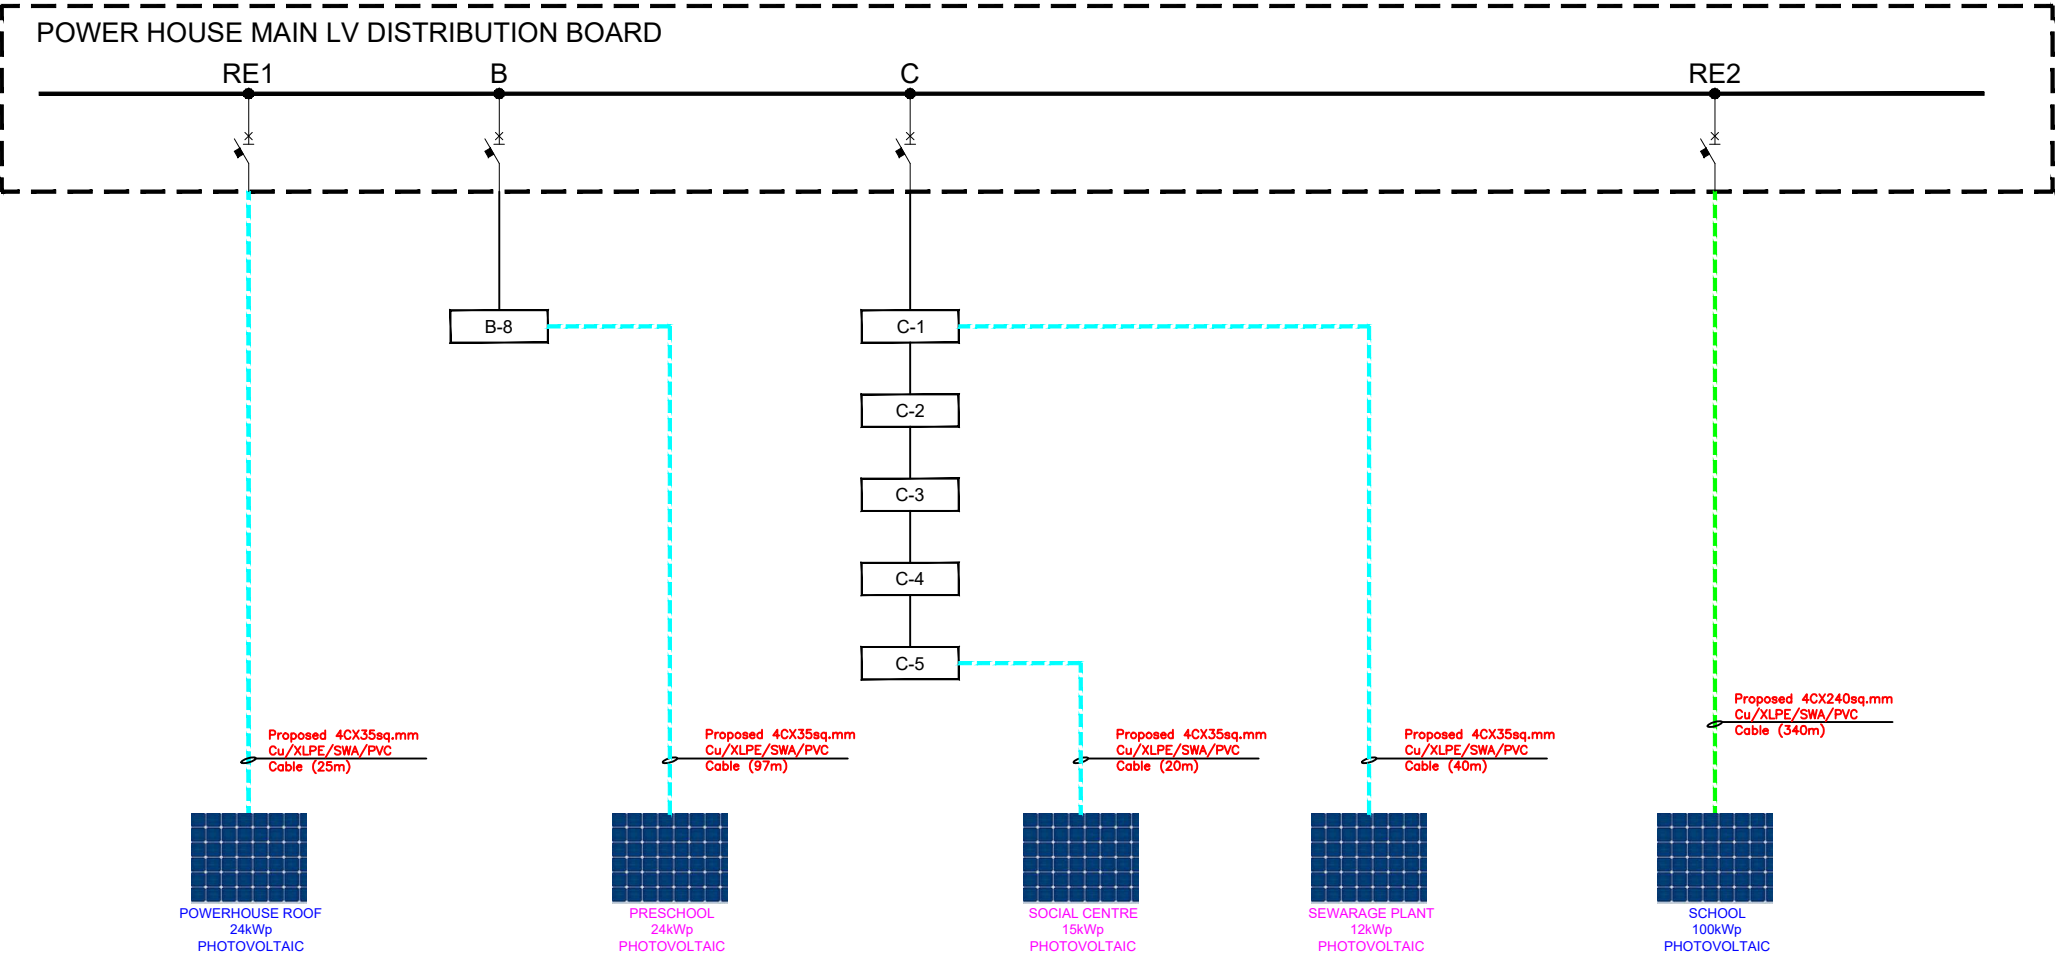 POWER HOUSE MAIN LV DISTRIBUTION BOARD
RE1
B
C
RE2
B-8
C-1
C-2
C-3
C-4
C-5
Proposed 4CX35sq.mm
Cu/XLPE/SWA/PVC
Cable (25m)
Proposed 4CX35sq.mm
Cu/XLPE/SWA/PVC
Cable (97m)
Proposed 4CX35sq.mm
Cu/XLPE/SWA/PVC
Cable (20m)
Proposed 4CX35sq.mm
Cu/XLPE/SWA/PVC
Cable (40m)
Proposed 4CX240sq.mm
Cu/XLPE/SWA/PVC
Cable (340m)
POWERHOUSE ROOF
24kWp
PHOTOVOLTAIC
PRESCHOOL
24kWp
PHOTOVOLTAIC
SOCIAL CENTRE
15kWp
PHOTOVOLTAIC
SEWARAGE PLANT
12kWp
PHOTOVOLTAIC
SCHOOL
100kWp
PHOTOVOLTAIC